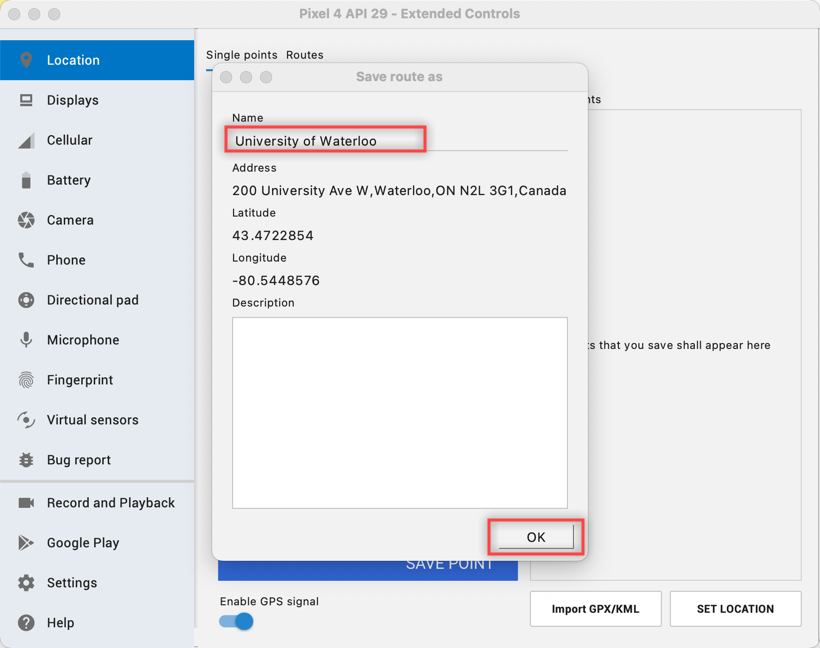 Pixel 4 API 29 - Extended Controls
Location
Displays
Cellular
Battery
Camera
Phone
Directional pad
Microphone
Fingerprint
Virtual sensors
Bug report
Record and Playback
Google Play
Settings
Help
Single points Routes
Save route as
Name
University of Waterloo
Address
200 University Ave W,Waterloo,ON N2L 3G1,Canada
Latitude
43.4722854
Longitude
-80.5448576
Description
OK
that you save shall appear here
SAVE POINT
Enable GPS signal
Import GPX/KML
SET LOCATION